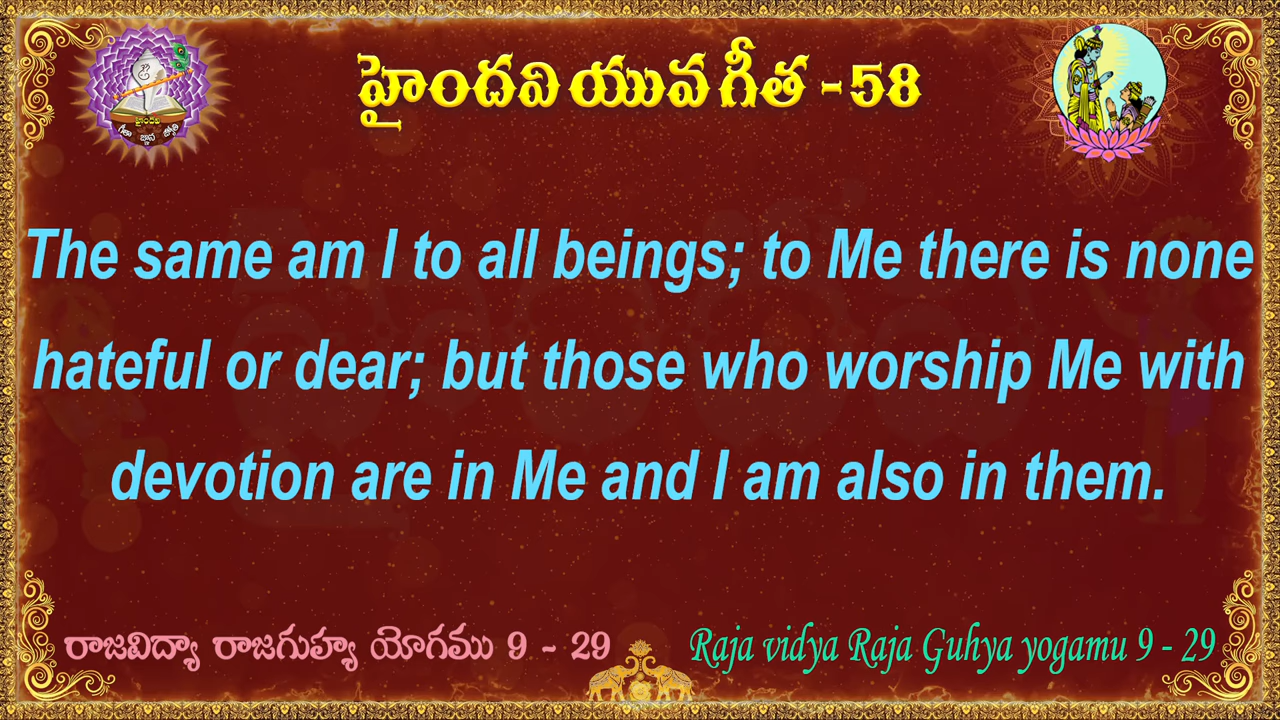 హైందవి యువ గీత - 58
The same am I to all beings; to Me there is none
hateful or dear; but those who worship Me with
devotion are in Me and I am also in them.
రాజవిద్యా రాజగుహ్య యోగము 9 - 29
Raja vidya Raja Guhya yogamu 9 - 29
హైందవి
గీతా జ్ఞాన జ్యోతి